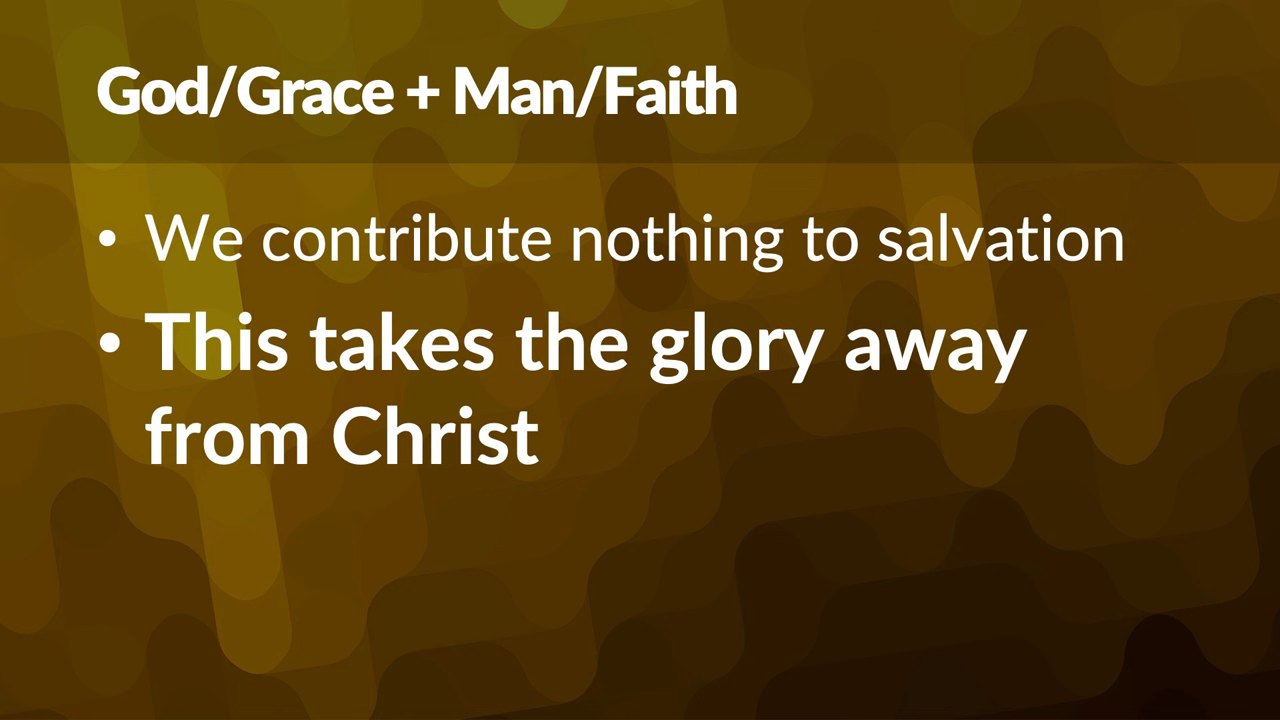 God/Grace + Man/Faith
• We contribute nothing to salvation
• This takes the glory away
from Christ